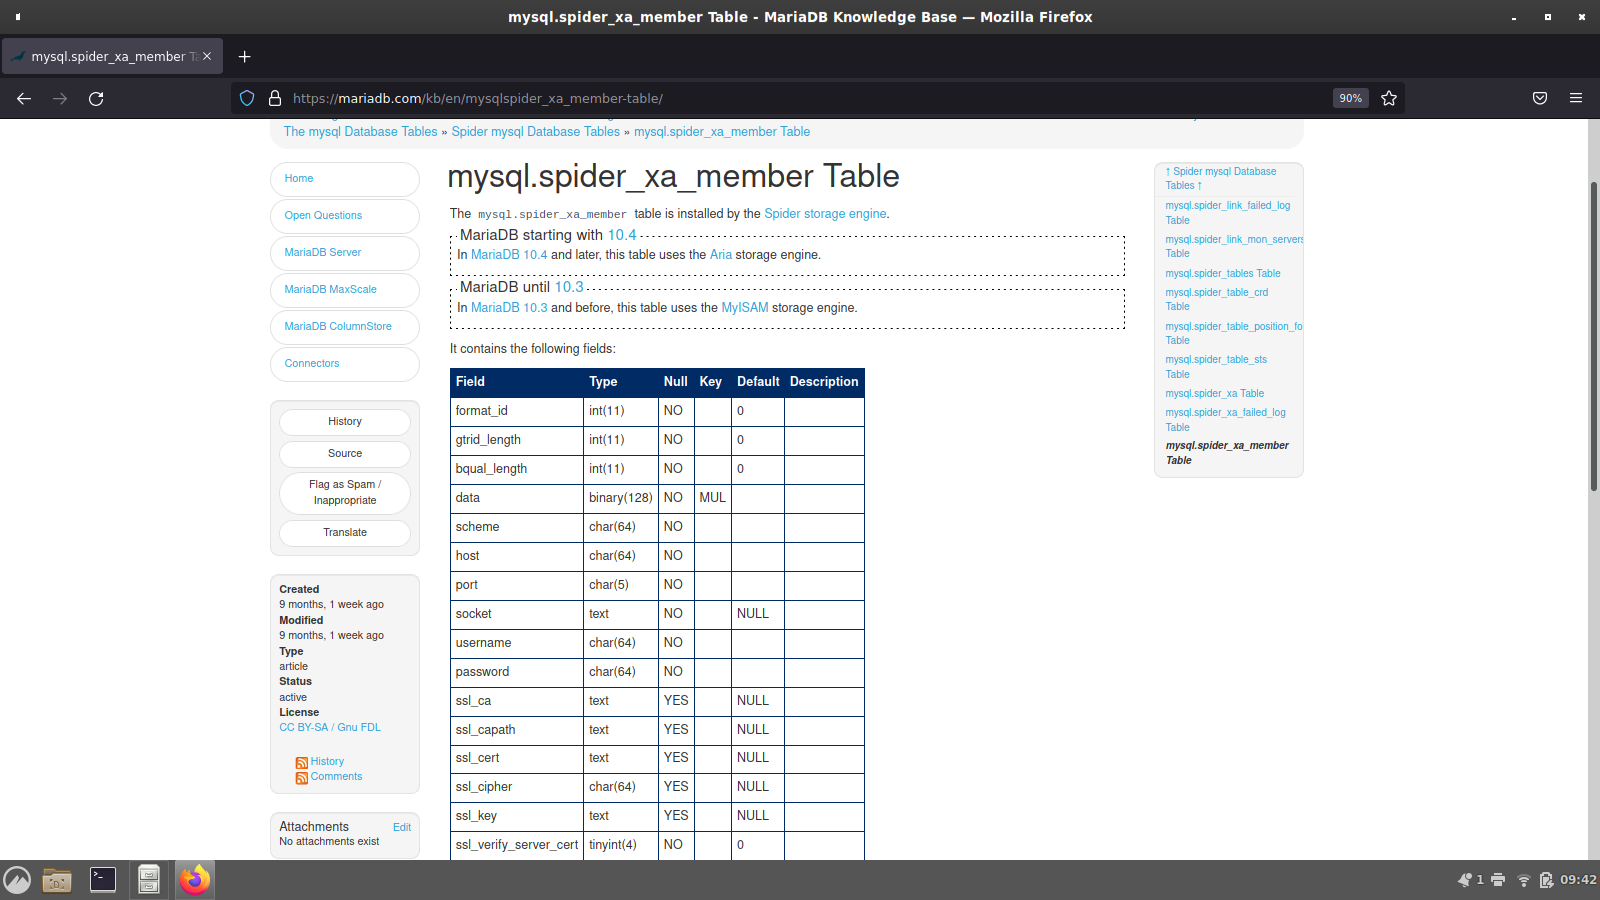 mysql.spider_xa_member Table - MariaDB Knowledge Base — Mozilla Firefox
mysql.spider_xa_member Ta
https://mariadb.com/kb/en/mysqlspider_xa_member-table/
90%
The mysql Database Tables » Spider mysql Database Tables » mysql.spider_xa_member Table
Home
Open Questions
MariaDB Server
MariaDB MaxScale
MariaDB ColumnStore
Connectors
History
Source
Flag as Spam /
Inappropriate
Translate
Created
9 months, 1 week ago
Modified
9 months, 1 week ago
Type
article
Status
active
License
CC BY-SA / Gnu FDL
History
Comments
Attachments Edit
No attachments exist
mysql.spider_xa_member Table
The mysql.spider_xa_member table is installed by the Spider storage engine.
MariaDB starting with 10.4
In MariaDB 10.4 and later, this table uses the Aria storage engine.
MariaDB until 10.3
In MariaDB 10.3 and before, this table uses the MyISAM storage engine.
It contains the following fields:
Field Type Null Key Default Description
format_id int(11) NO 0
gtrid_length int(11) NO 0
bqual_length int(11) NO 0
data binary(128) NO MUL
scheme char(64) NO
host char(64) NO
port char(5) NO
socket text NO NULL
username char(64) NO
password char(64) NO
ssl_ca text YES NULL
ssl_capath text YES NULL
ssl_cert text YES NULL
ssl_cipher char(64) YES NULL
ssl_key text YES NULL
ssl_verify_server_cert tinyint(4) NO 0
↑ Spider mysql Database
Tables ↑
mysql.spider_link_failed_log
Table
mysql.spider_link_mon_servers
Table
mysql.spider_tables Table
mysql.spider_table_crd
Table
mysql.spider_table_position_fo
Table
mysql.spider_table_sts
Table
mysql.spider_xa Table
mysql.spider_xa_failed_log
Table
mysql.spider_xa_member
Table
1
09:42